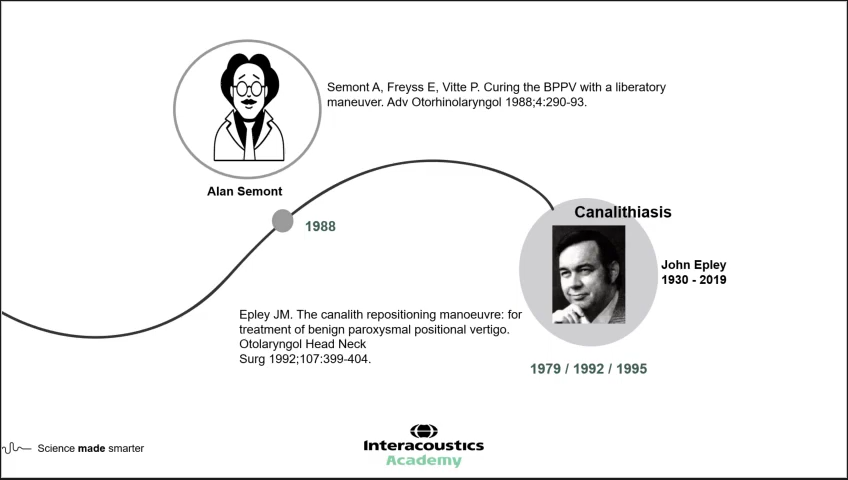 Semont A, Freyss E, Vitte P. Curing the BPPV with a liberatory
maneuver. Adv Otorhinolaryngol 1988;4:290-93.
Alan Semont
1988
Canalithiasis
John Epley
1930 - 2019
Epley JM. The canalith repositioning manoeuvre: for
treatment of benign paroxysmal positional vertigo.
Otolaryngol Head Neck
Surg 1992;107:399-404.
1979 / 1992 / 1995
Science made smarter
Interacoustics
Academy